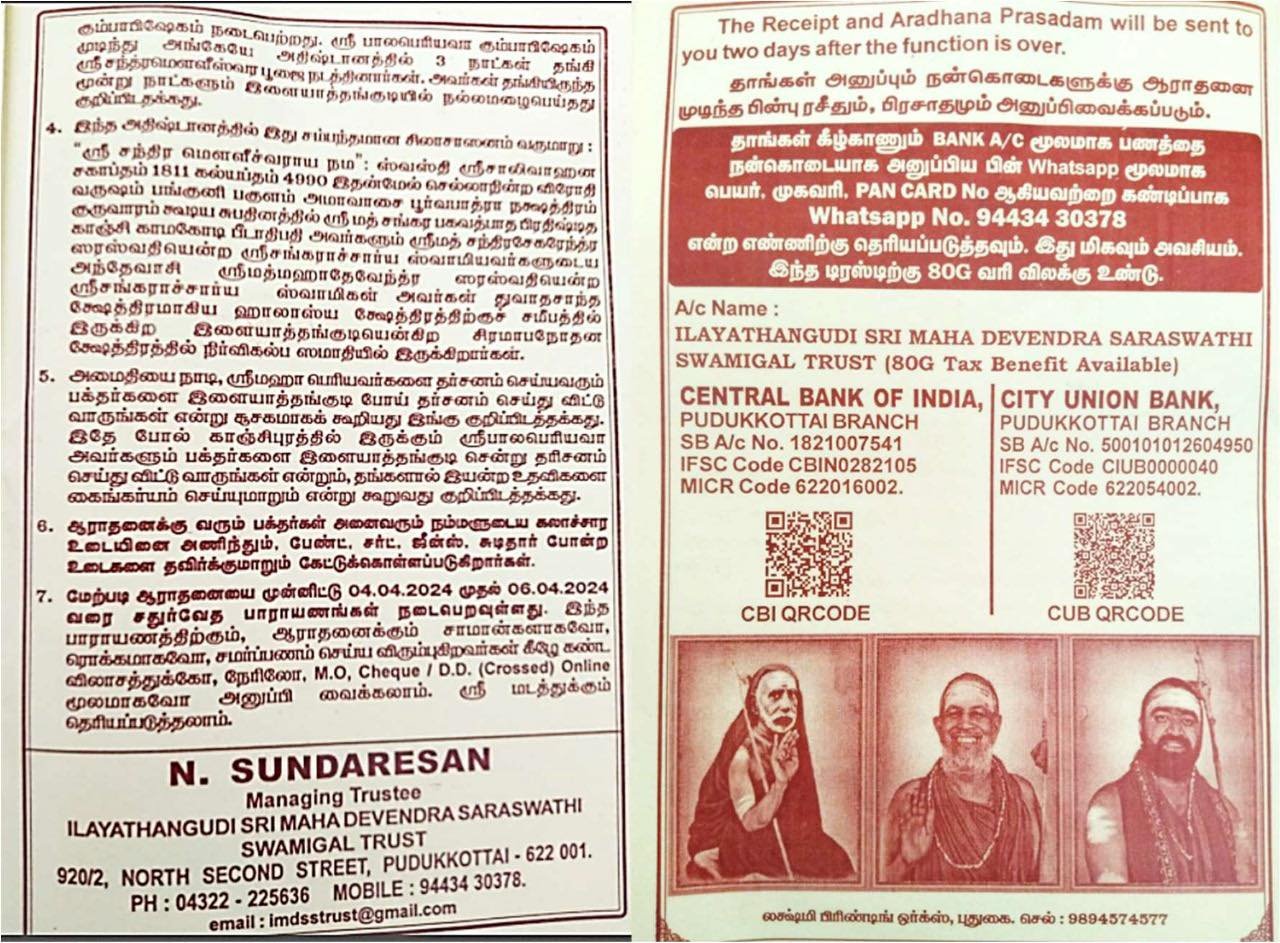 கும்பாபிஷேகம் நடைபெற்றது. ஸ்ரீ பாலபெரியவா கும்பாபிஷேகம்
முடிந்து அங்கேயே அதிஷ்டானத்தில் 3 நாட்கள் தங்கி
ஸ்ரீசந்த்ரமௌளீஸ்வர பூஜை நடத்தினார்கள். அவர்கள் தங்கியிருந்த
மூன்று நாட்களும் இளையாத்தங்குடியில் நல்லமழைபெய்தது
குறிப்பிடதக்கது.
4. இந்த அதிஷ்டானத்தில் இது சம்பந்தமான சிலாசாஸனம் வருமாறு :
“ஸ்ரீ சந்திர மௌளீச்வராய நம”: ஸ்வஸ்தி ஸ்ரீசாலிவாஹன
சகாப்தம் 1811 கல்யப்தம் 4990 இதன்மேல் செல்லாநின்ற விரோதி
வருஷம் பங்குனி பகுளம் அமாவாசை பூர்வபாத்ரா நக்ஷத்திரம்
குருவாரம் கூடிய சுபதினத்தில் ஸ்ரீ மத் சங்கர பகவத்பாத பிரதிஷ்டித
காஞ்சி காமகோடி பீடாதிபதி அவர்களும் ஸ்ரீமத் சந்திரசேகரேந்த்ர
ஸரஸ்வதியென்ற ஸ்ரீசங்கராச்சார்ய ஸ்வாமியவர்களுடைய
அந்தேவாசி ஸ்ரீமத்மஹாதேவேந்த்ர ஸரஸ்வதியென்ற
ஸ்ரீசங்கராச்சார்ய ஸ்வாமிகள் அவர்கள் துவாதசாந்த
க்ஷேத்திரமாகிய ஹாலாஸ்ய க்ஷேத்திரத்திற்குச் சமீபத்தில்
இருக்கிற இளையாத்தங்குடியென்கிற சிரமாபநோதன
க்ஷேத்திரத்தில் நிர்விகல்ப ஸமாதியில் இருக்கிறார்கள்.
5. அமைதியை நாடி, ஸ்ரீமஹா பெரியவர்களை தர்சனம் செய்யவரும்
பக்தர்களை இளையாத்தங்குடி போய் தர்சனம் செய்து விட்டு
வாருங்கள் என்று சூசகமாகக் கூறியது இங்கு குறிப்பிடத்தக்கது.
இதே போல் காஞ்சிபுரத்தில் இருக்கும் ஸ்ரீபாலபெரியவா
அவர்களும் பக்தர்களை இளையாத்தங்குடி சென்று தரிசனம்
செய்து விட்டு வாருங்கள் என்றும், தங்களால் இயன்ற உதவிகளை
கைங்கர்யம் செய்யுமாறும் என்று கூறுவது குறிப்பிடத்தக்கது.
6. ஆராதனைக்கு வரும் பக்தர்கள் அனைவரும் நம்மளுடைய கலாச்சார
உடையினை அணிந்தும், பேண்ட், சர்ட், ஜீன்ஸ், சுடிதார் போன்ற
உடைகளை தவிர்க்குமாறும் கேட்டுக்கொள்ளப்படுகிறார்கள்.
7. மேற்படி ஆராதனையை முன்னிட்டு 04.04.2024 முதல் 06.04.2024
வரை சதுர்வேத பாராயணங்கள் நடைபெறவுள்ளது. இந்த
பாராயணத்திற்கும், ஆராதனைக்கும் சாமான்களாகவோ,
ரொக்கமாகவோ, சமர்ப்பணம் செய்ய விரும்புகிறவர்கள் கீழே கண்ட
விலாசத்துக்கோ, நேரிலோ, M.O, Cheque / D.D. (Crossed) Online
மூலமாகவோ அனுப்பி வைக்கலாம். ஸ்ரீ மடத்துக்கும்
தெரியப்படுத்தலாம்.
N. SUNDARESAN
Managing Trustee
ILAYATHANGUDI SRI MAHA DEVENDRA SARASWATHI
SWAMIGAL TRUST
920/2, NORTH SECOND STREET, PUDUKKOTTAI - 622 001.
PH : 04322 - 225636 MOBILE : 94434 30378.
email : imdsstrust@gmail.com
The Receipt and Aradhana Prasadam will be sent to
you two days after the function is over.
தாங்கள் அனுப்பும் நன்கொடைகளுக்கு ஆராதனை
முடிந்த பின்பு ரசீதும், பிரசாதமும் அனுப்பிவைக்கப்படும்.
தாங்கள் கீழ்காணும் BANK A/C மூலமாக பணத்தை
நன்கொடையாக அனுப்பிய பின் Whatsapp மூலமாக
பெயர், முகவரி, PAN CARD No ஆகியவற்றை கண்டிப்பாக
Whatsapp No. 94434 30378
என்ற எண்ணிற்கு தெரியப்படுத்தவும். இது மிகவும் அவசியம்.
இந்த டிரஸ்டிற்கு 80G வரி விலக்கு உண்டு.
A/c Name :
ILAYATHANGUDI SRI MAHA DEVENDRA SARASWATHI
SWAMIGAL TRUST (80G Tax Benefit Available)
CENTRAL BANK OF INDIA,
PUDUKKOTTAI BRANCH
SB A/c No. 1821007541
IFSC Code CBIN0282105
MICR Code 622016002.
CBI QRCODE
CITY UNION BANK,
PUDUKKOTTAI BRANCH
SB A/c No. 500101012604950
IFSC Code CIUB0000040
MICR Code 622054002.
CUB QRCODE
லக்ஷ்மி பிரிண்டிங் ஒர்க்ஸ், புதுகை. செல் : 9894574577